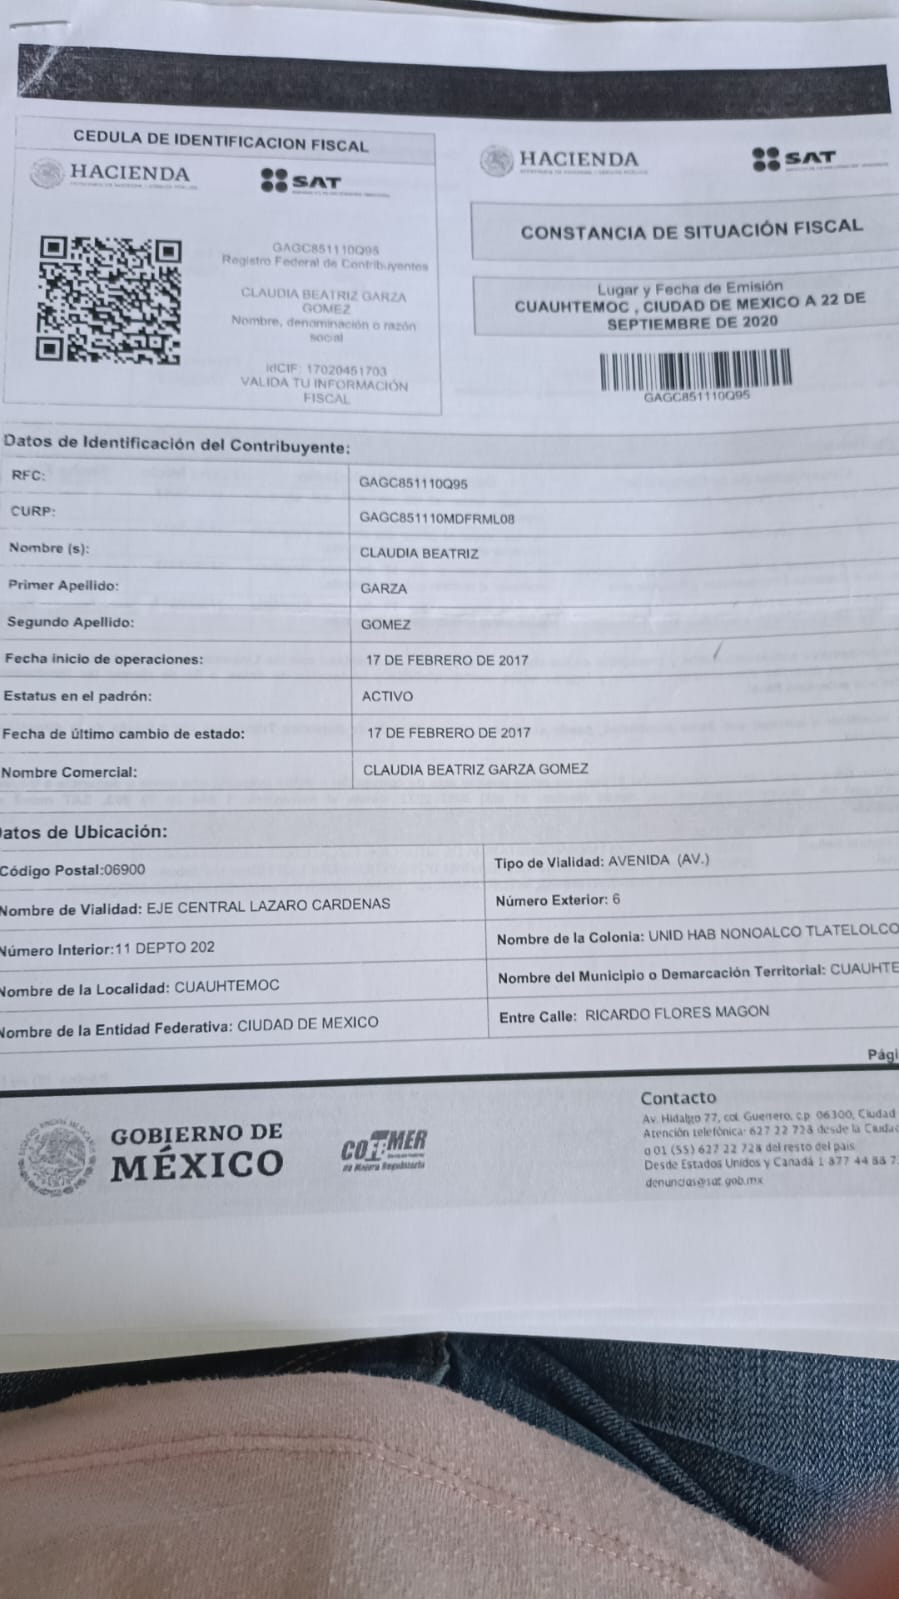 CEDULA DE IDENTIFICACION FISCAL
HACIENDA
SAT
GAGC851110Q95
Registro Federal de Contribuyentes
CLAUDIA BEATRIZ GARZA
GOMEZ
Nombre, denominación o razón
social
idCIF: 17020451703
VALIDA TU INFORMACIÓN
FISCAL
HACIENDA
SAT
CONSTANCIA DE SITUACIÓN FISCAL
Lugar y Fecha de Emisión
CUAUHTEMOC , CIUDAD DE MEXICO A 22 DE
SEPTIEMBRE DE 2020
GAGC851110Q95
Datos de Identificación del Contribuyente:
RFC: GAGC851110Q95
CURP: GAGC851110MDFRML08
Nombre (s): CLAUDIA BEATRIZ
Primer Apellido: GARZA
Segundo Apellido: GOMEZ
Fecha inicio de operaciones: 17 DE FEBRERO DE 2017
Estatus en el padrón: ACTIVO
Fecha de último cambio de estado: 17 DE FEBRERO DE 2017
Nombre Comercial: CLAUDIA BEATRIZ GARZA GOMEZ
atos de Ubicación:
Código Postal:06900 Tipo de Vialidad: AVENIDA (AV.)
Nombre de Vialidad: EJE CENTRAL LAZARO CARDENAS Número Exterior: 6
Número Interior:11 DEPTO 202 Nombre de la Colonia: UNID HAB NONOALCO TLATELOLCO
Nombre de la Localidad: CUAUHTEMOC Nombre del Municipio o Demarcación Territorial: CUAUHTE
Nombre de la Entidad Federativa: CIUDAD DE MEXICO Entre Calle: RICARDO FLORES MAGON
Pági
GOBIERNO DE
MÉXICO
COFEMER
de Mejora Regulatoria
Contacto
Av. Hidalgo 77, col. Guerrero, c.p. 06300, Ciudad
Atención telefónica: 627 22 728 desde la Ciudad
o 01 (55) 627 22 728 del resto del país.
Desde Estados Unidos y Canadá 1 877 44 88 7
denuncias@sat.gob.mx